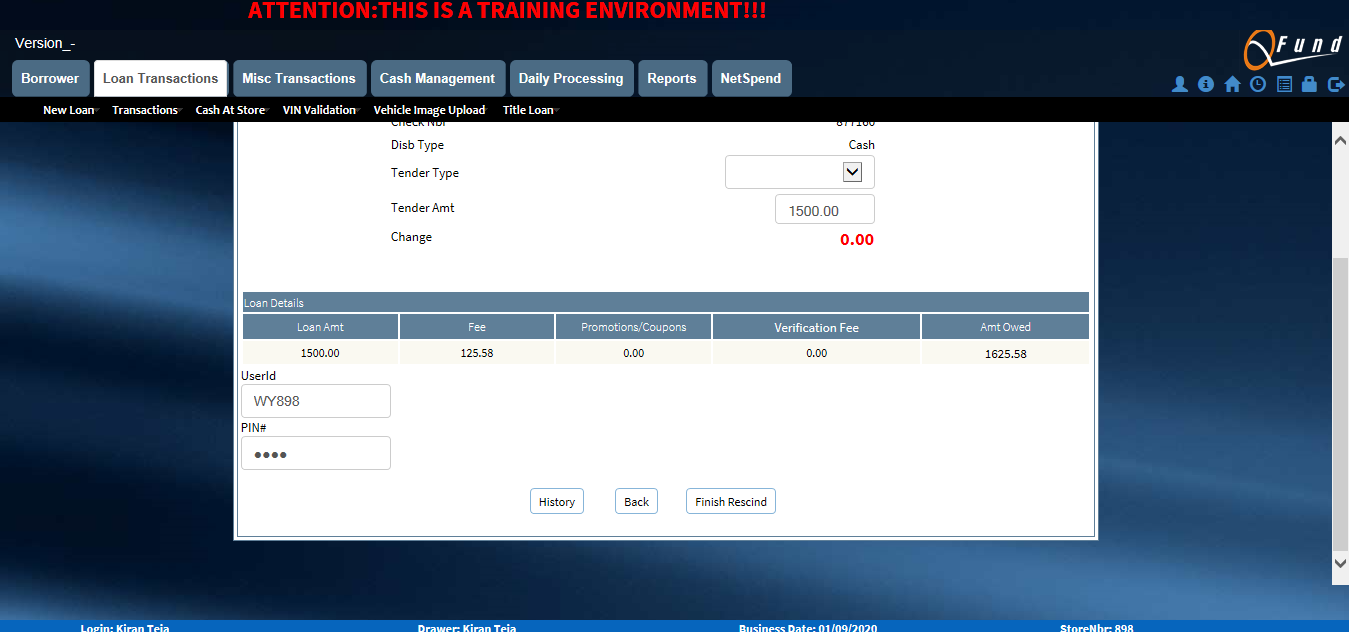 ATTENTION:THIS IS A TRAINING ENVIRONMENT!!!
Version_-
QFund
Borrower Loan Transactions Misc Transactions Cash Management Daily Processing Reports NetSpend
New Loan Transactions Cash At Store VIN Validation Vehicle Image Upload Title Loan
Check Nbr 877160
Disb Type Cash
Tender Type
Tender Amt 1500.00
Change 0.00
Loan Details
Loan Amt Fee Promotions/Coupons Verification Fee Amt Owed
1500.00 125.58 0.00 0.00 1625.58
UserId
WY898
PIN#
●●●●
History Back Finish Rescind
Login: Kiran Teja Drawer: Kiran Teja Business Date: 01/09/2020 StoreNbr: 898